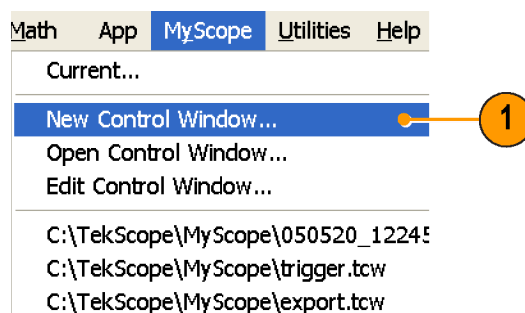 Math App MyScope Utilities Help
Current...
New Control Window...
1
Open Control Window...
Edit Control Window...
C:\TekScope\MyScope\050520_12245
C:\TekScope\MyScope\trigger.tcw
C:\TekScope\MyScope\export.tcw